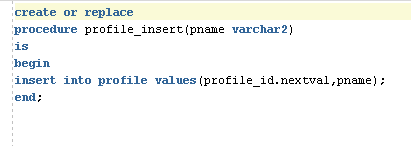 create or replace
procedure profile_insert(pname varchar2)
is
begin
insert into profile values(profile_id.nextval,pname);
end;